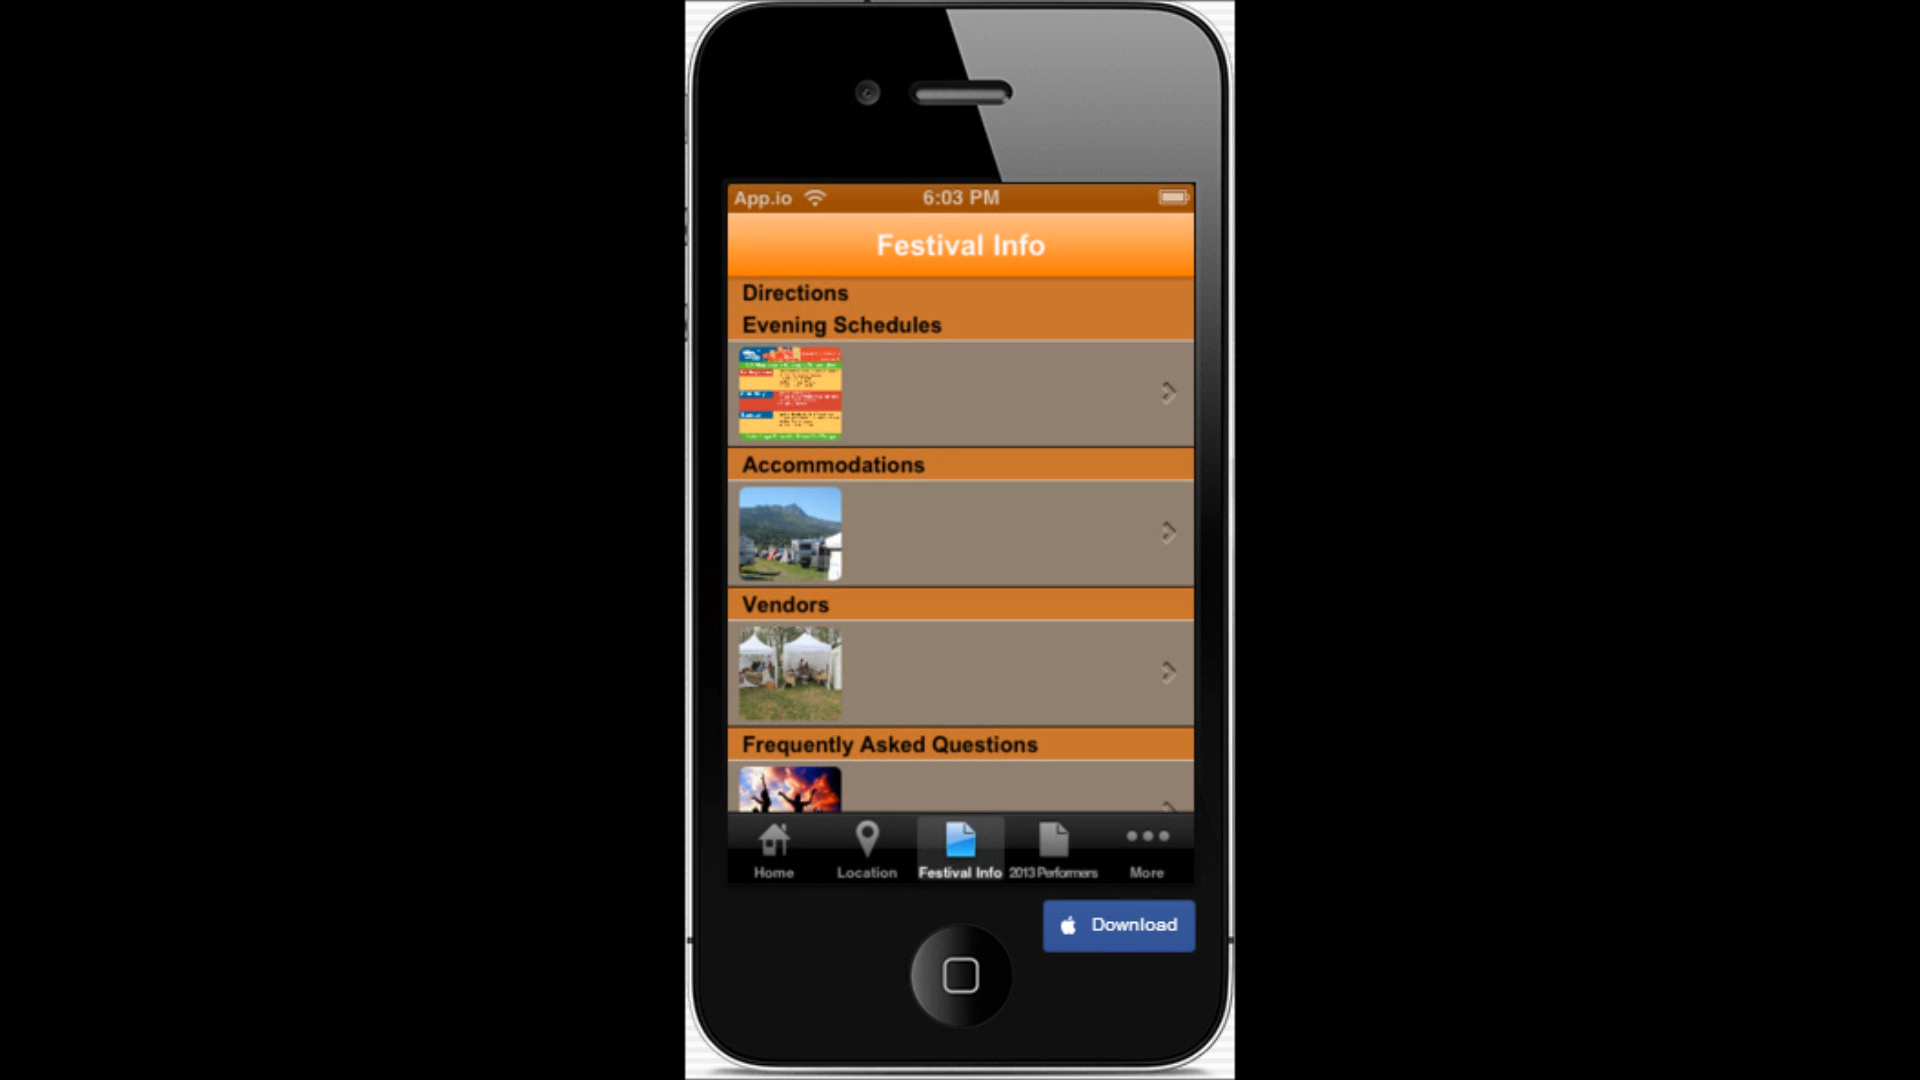 App.io
6:03 PM
Festival Info
Directions
Evening Schedules
Accommodations
Vendors
Frequently Asked Questions
Home
Location
Festival Info
2013 Performers
More
Download